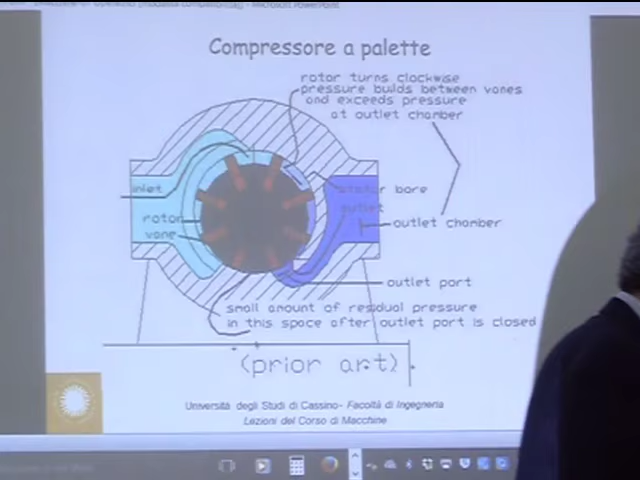 Microsoft PowerPoint
Compressore a palette
rotor turns clockwise
pressure builds between vanes
and exceeds pressure
at outlet chamber
inlet
stator bore
outlet
rotor
outlet chamber
vane
outlet port
small amount of residual pressure
in this space after outlet port is closed
(prior art)
Università degli Studi di Cassino- Facoltà di Ingegneria
Lezioni del Corso di Macchine